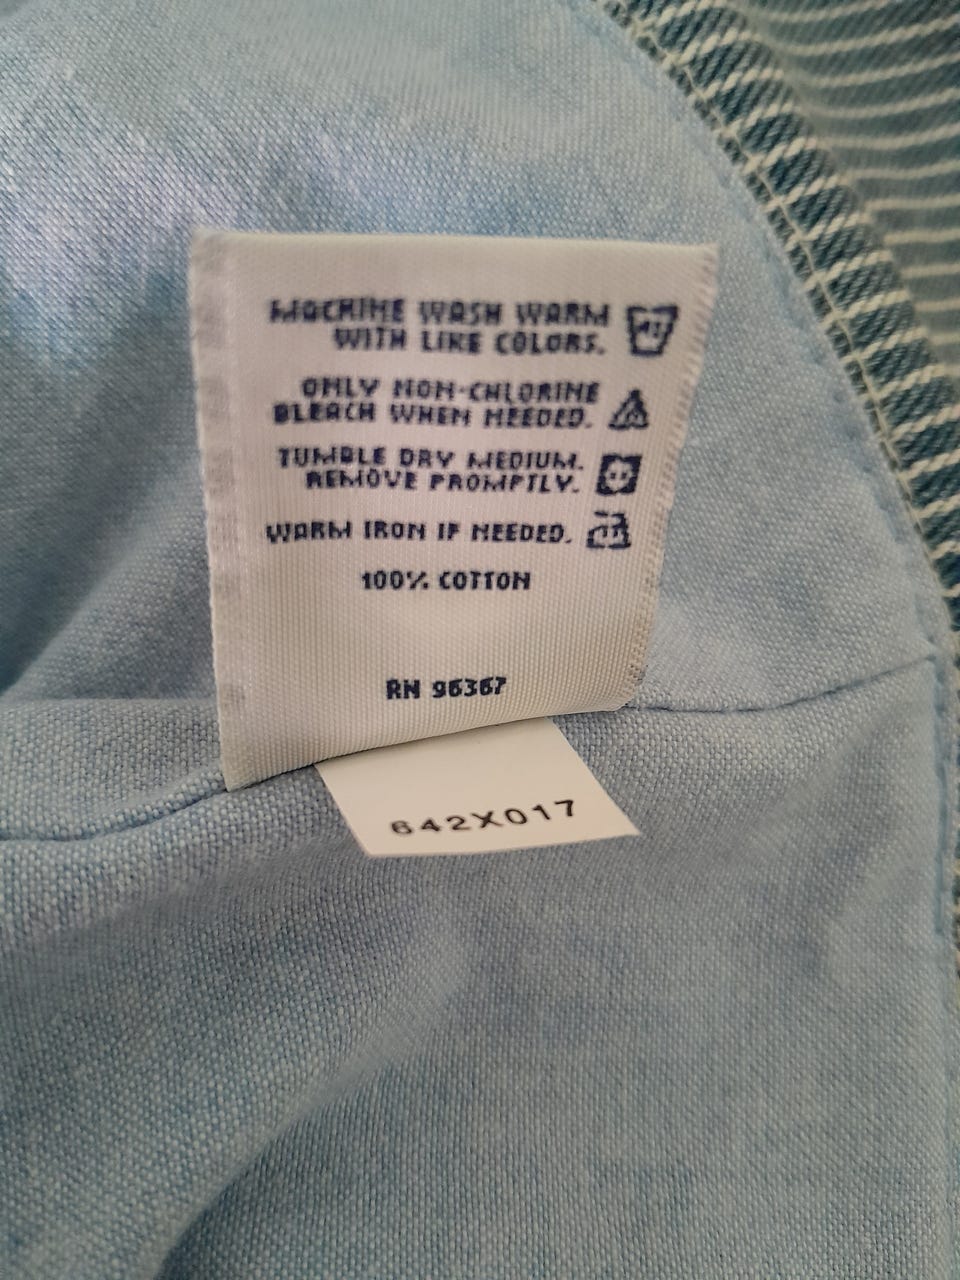 MACHINE WASH WARM
WITH LIKE COLORS.
ONLY NON-CHLORINE
BLEACH WHEN NEEDED.
TUMBLE DRY MEDIUM.
REMOVE PROMPTLY.
WARM IRON IF NEEDED.
100% COTTON
RN 96367
642X017